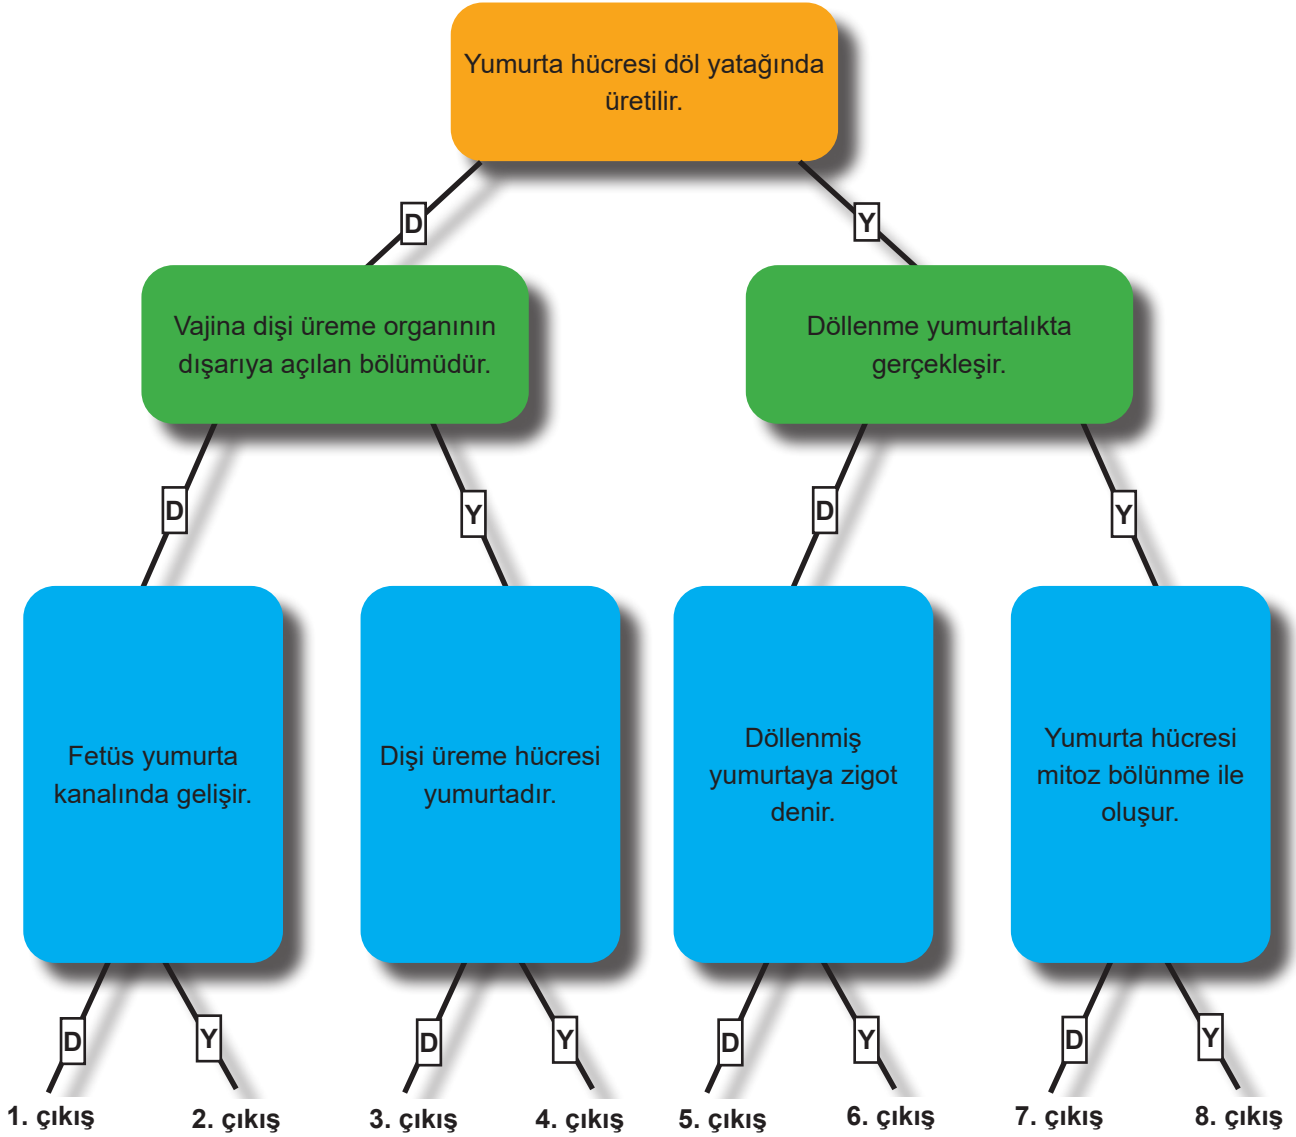 Yumurta hücresi döl yatağında
üretilir.
D
Y
Vajina dişi üreme organının
dışarıya açılan bölümüdür.
Döllenme yumurtalıkta
gerçekleşir.
D
Y
D
Y
Fetüs yumurta
kanalında gelişir.
Dişi üreme hücresi
yumurtadır.
Döllenmiş
yumurtaya zigot
denir.
Yumurta hücresi
mitoz bölünme ile
oluşur.
D
Y
D
Y
D
Y
D
Y
1. çıkış
2. çıkış
3. çıkış
4. çıkış
5. çıkış
6. çıkış
7. çıkış
8. çıkış